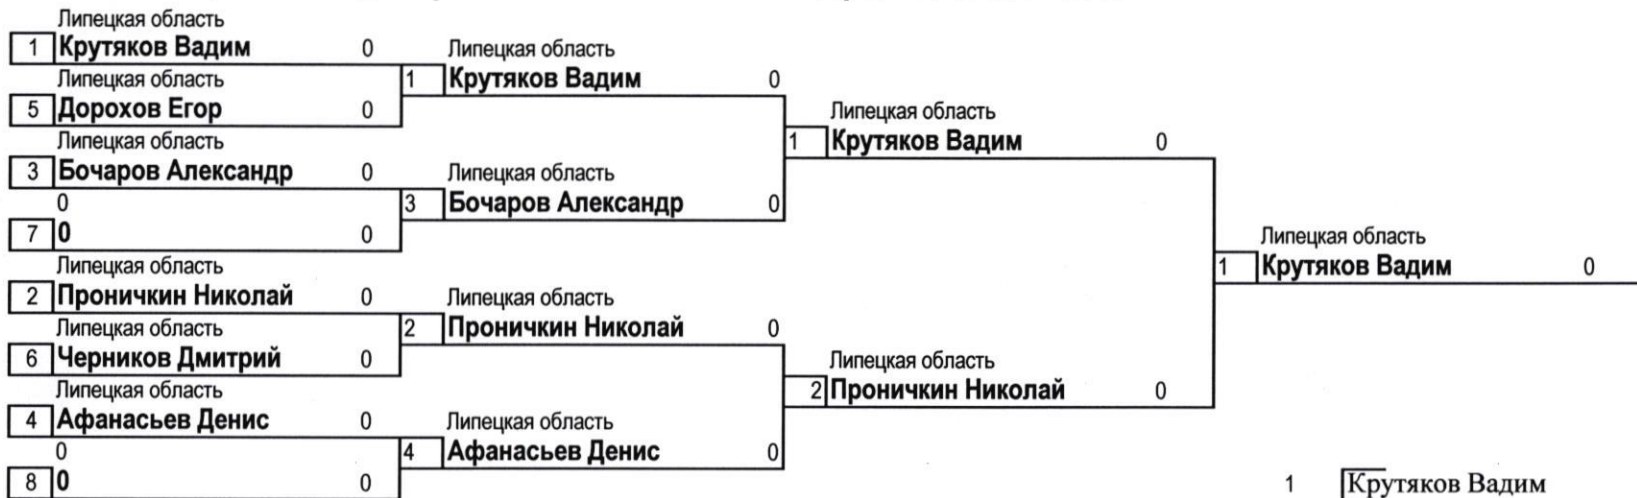 Липецкая область
1 Крутяков Вадим 0
Липецкая область
5 Дорохов Егор 0
Липецкая область
3 Бочаров Александр 0
0
7 0 0
Липецкая область
2 Проничкин Николай 0
Липецкая область
6 Черников Дмитрий 0
Липецкая область
4 Афанасьев Денис 0
0
8 0 0
Липецкая область
1 Крутяков Вадим 0
Липецкая область
3 Бочаров Александр 0
Липецкая область
2 Проничкин Николай 0
Липецкая область
4 Афанасьев Денис 0
Липецкая область
1 Крутяков Вадим 0
Липецкая область
2 Проничкин Николай 0
Липецкая область
1 Крутяков Вадим 0
1 Крутяков Вадим